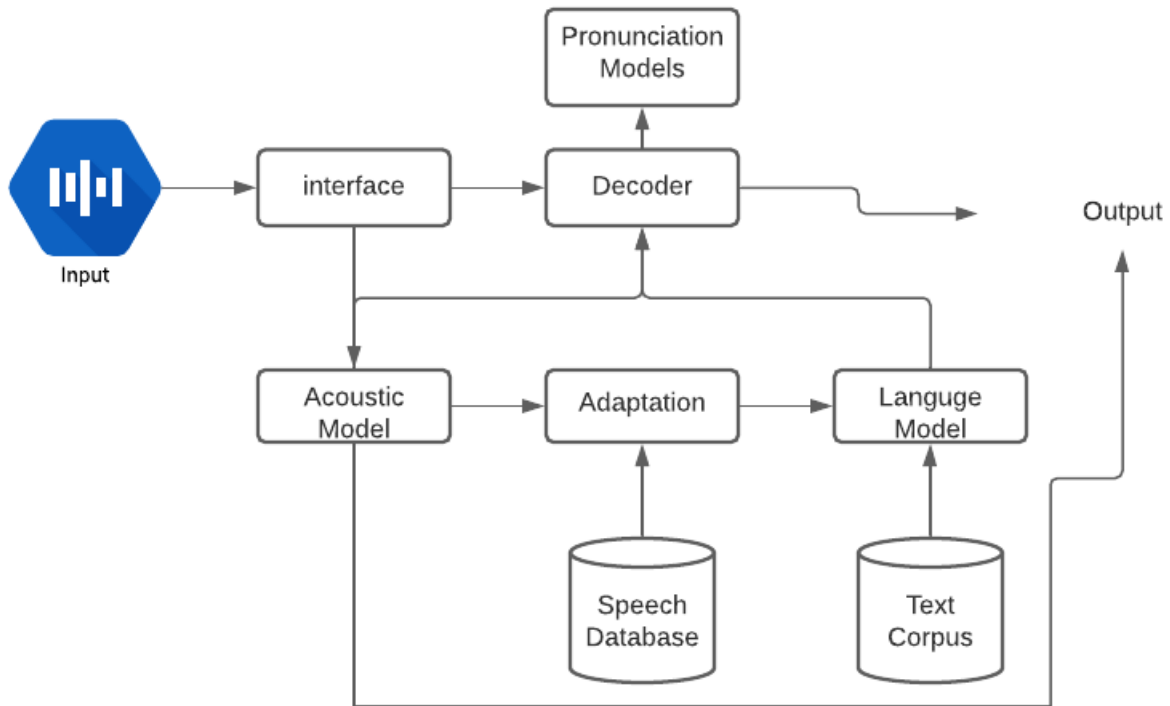 Pronunciation
Models
interface
Decoder
Output
Input
Acoustic
Model
Adaptation
Languge
Model
Speech
Database
Text
Corpus